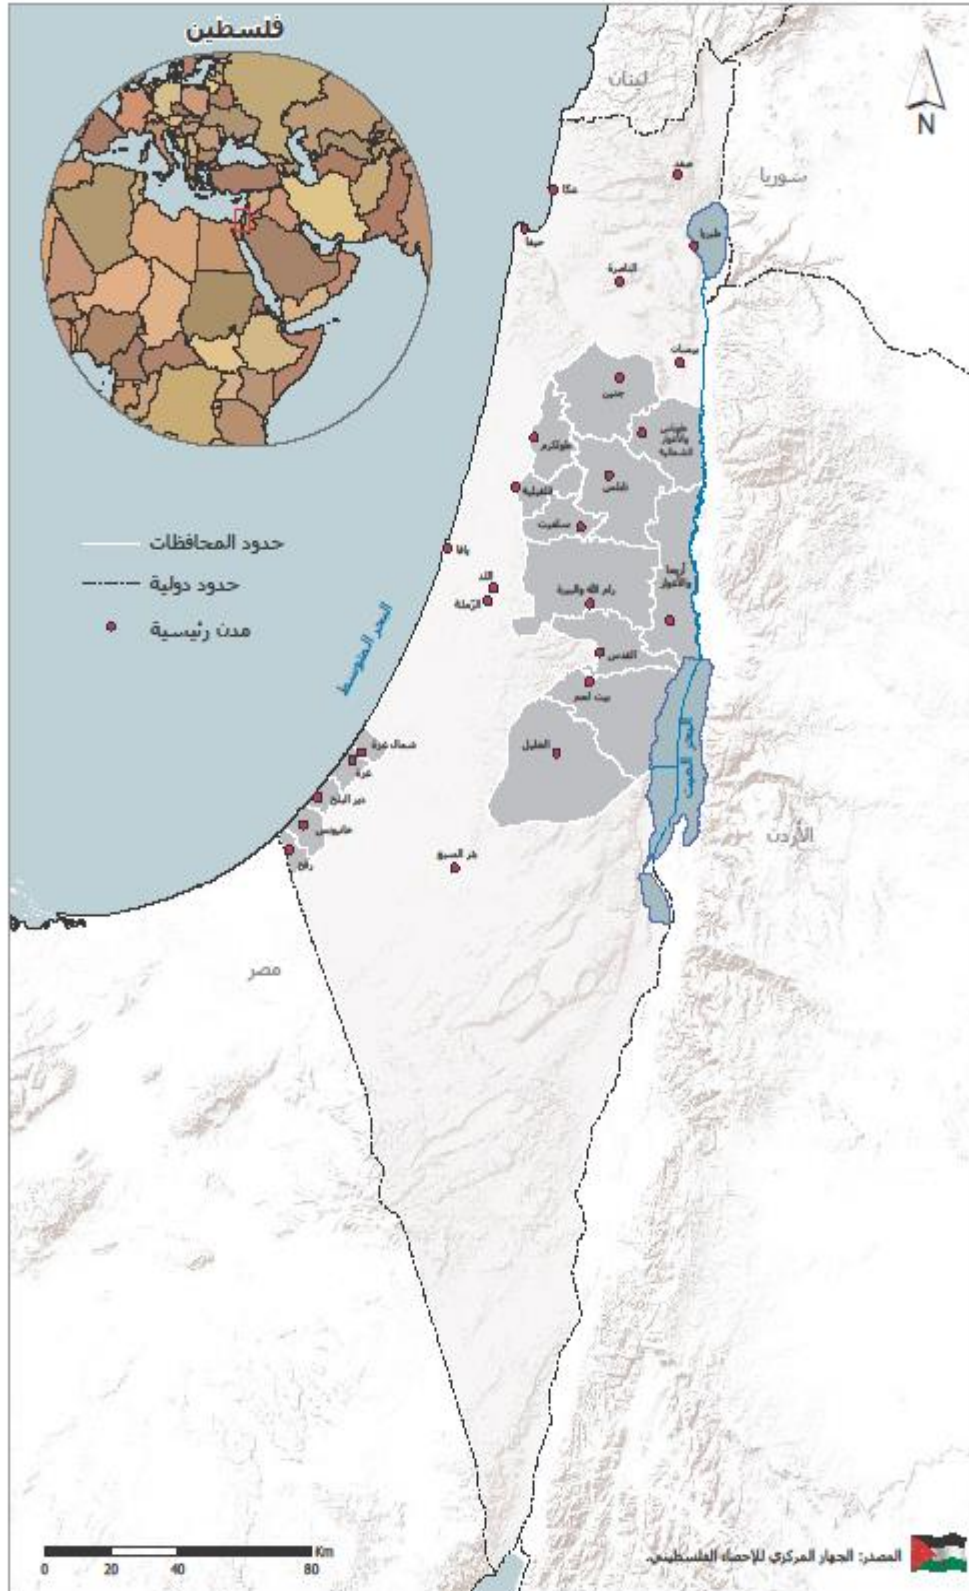 فلسطين
N
لبنان
سوريا
صفد
عكا
حيفا
طبريا
الناصرة
بيسان
جنين
طوباس
والأغوار
الشمالية
طولكرم
نابلس
قلقيلية
سلفيت
يافا
اللد
الرملة
رام الله والبيرة
أريحا
والأغوار
القدس
بيت لحم
الخليل
البحر المتوسط
البحر الميت
شمال غزة
غزة
دير البلح
خانيونس
رفح
بئر السبع
الأردن
مصر
حدود المحافظات
حدود دولية
مدن رئيسية
0 20 40 80 Km
المصدر: الجهاز المركزي للإحصاء الفلسطيني.